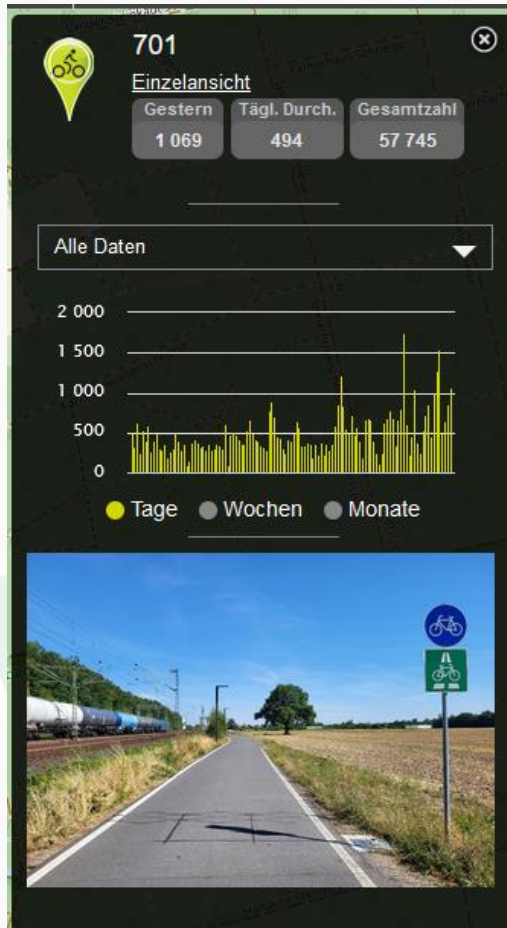 701
Einzelansicht
Gestern Tägl. Durch. Gesamtzahl
1 069 494 57 745
Alle Daten
2 000
1 500
1 000
500
0
Tage Wochen Monate